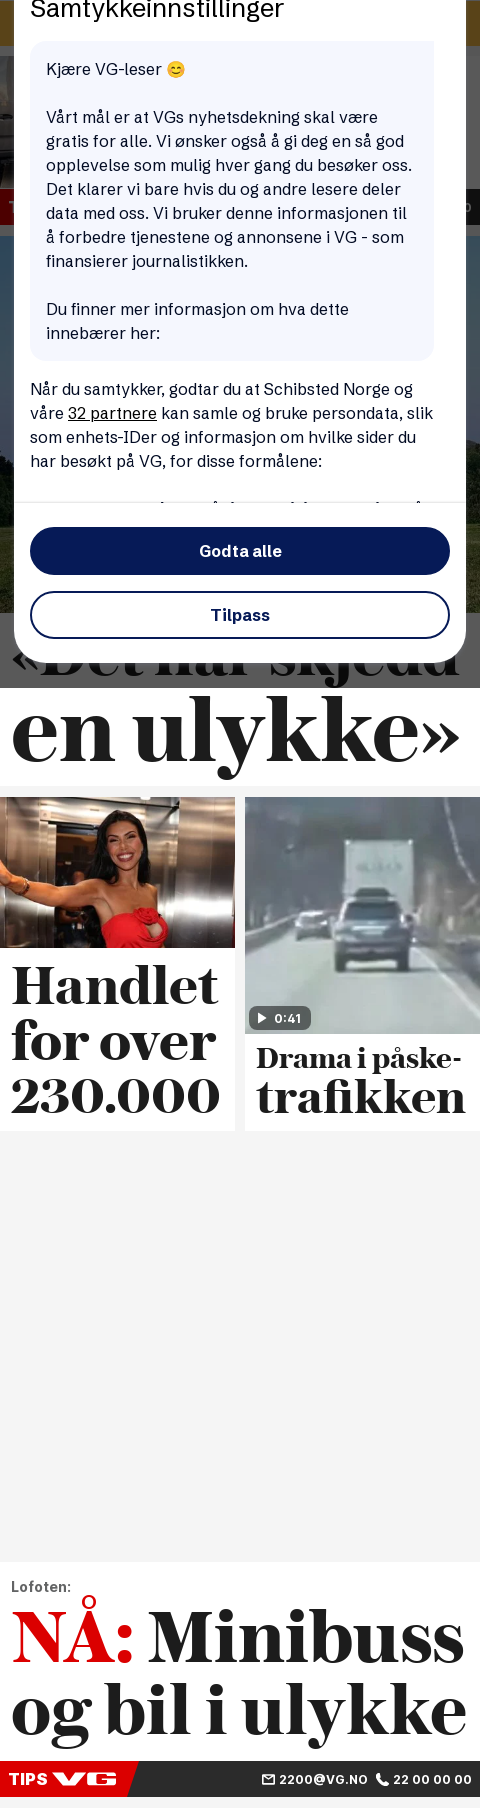 Samtykkeinnstillinger
Kjære VG-leser 😊
Vårt mål er at VGs nyhetsdekning skal være
gratis for alle. Vi ønsker også å gi deg en så god
opplevelse som mulig hver gang du besøker oss.
Det klarer vi bare hvis du og andre lesere deler
data med oss. Vi bruker denne informasjonen til
å forbedre tjenestene og annonsene i VG - som
finansierer journalistikken.
Du finner mer informasjon om hva dette
innebærer her:
Når du samtykker, godtar du at Schibsted Norge og
våre 32 partnere kan samle og bruke persondata, slik
som enhets-IDer og informasjon om hvilke sider du
har besøkt på VG, for disse formålene:
Godta alle
Tilpass
«Det har skjedd
en ulykke»
Handlet
for over
230.000
0:41
Drama i påske-
trafikken
Lofoten:
NÅ: Minibuss
og bil i ulykke
TIPS VG 2200@VG.NO 22 00 00 00